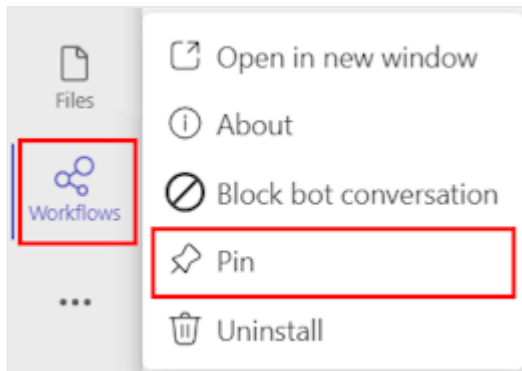 Files
Workflows
Open in new window
About
Block bot conversation
Pin
Uninstall